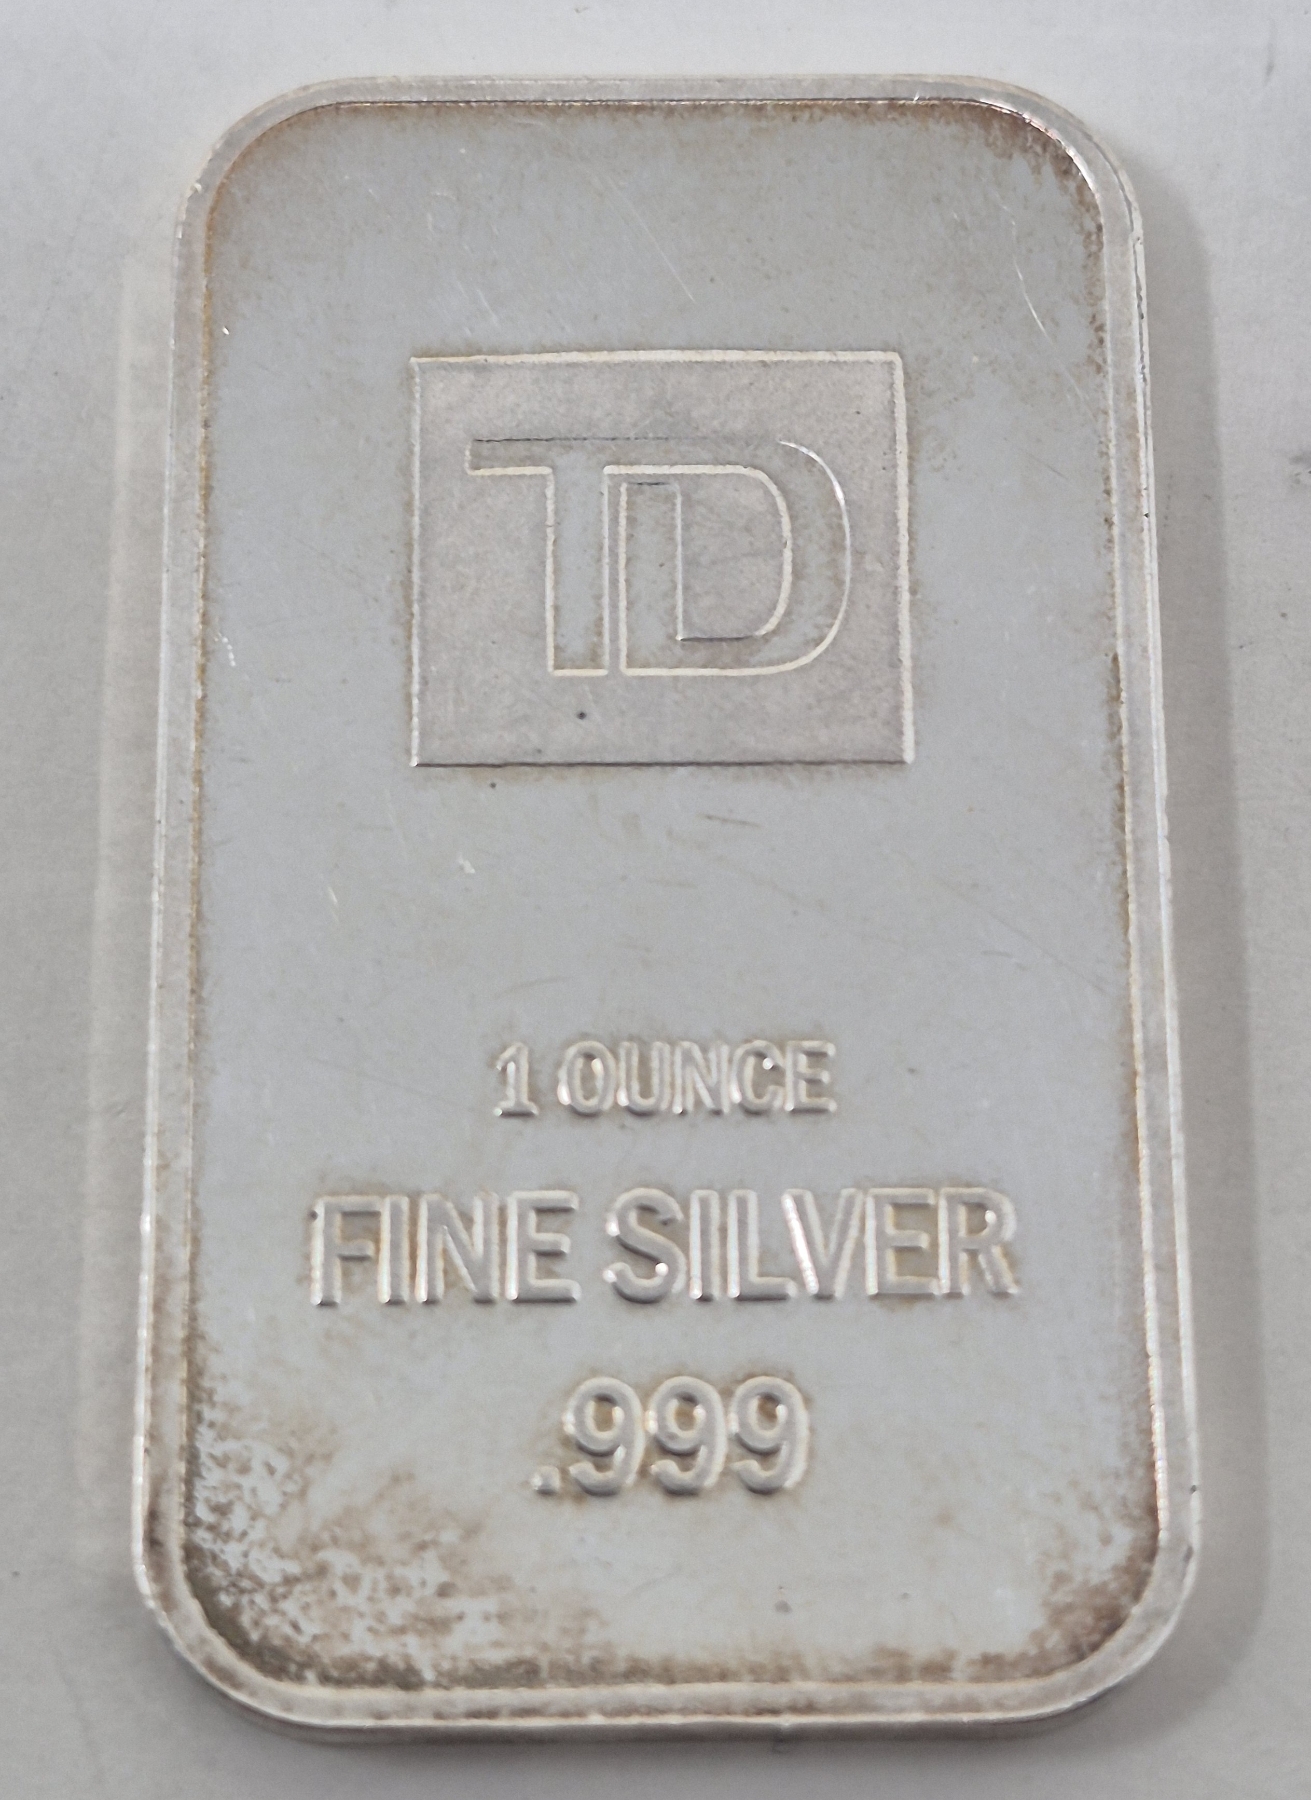 TD
1 OUNCE
FINE SILVER
.999